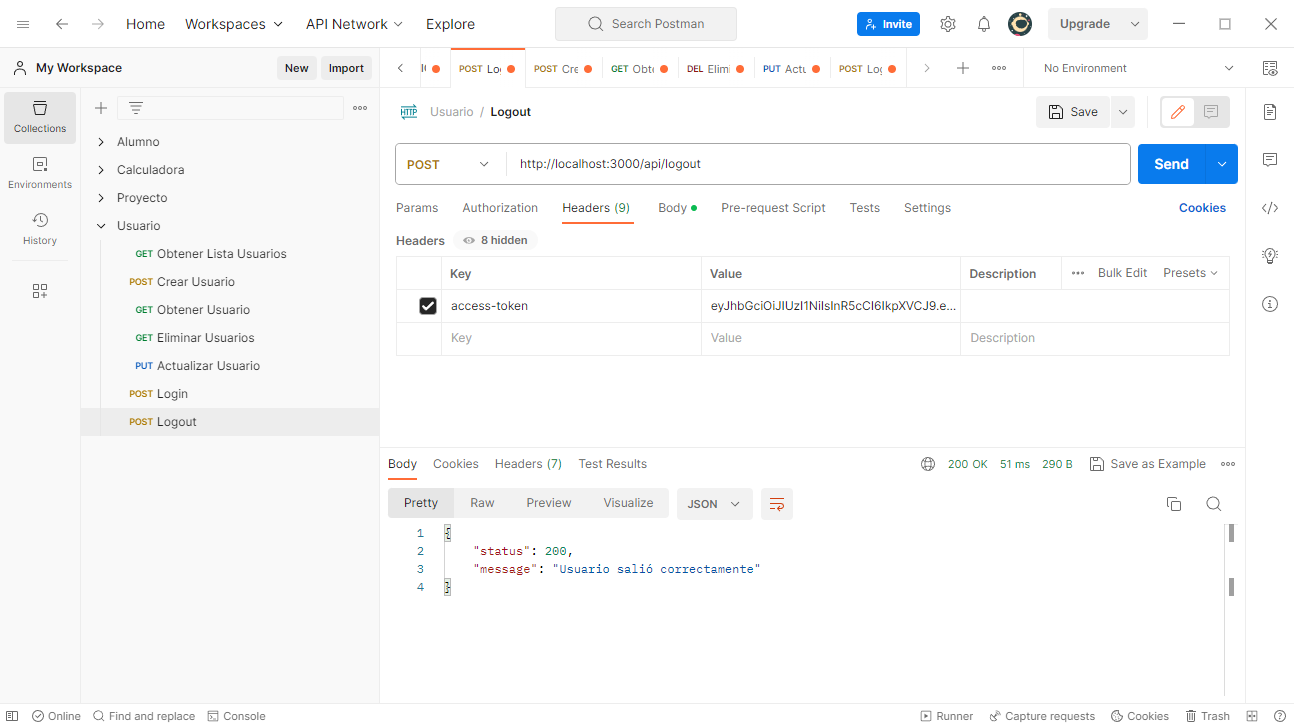 Home Workspaces API Network Explore Search Postman Invite Upgrade
My Workspace New Import POST Lo POST Cre GET Obte DEL Elim PUT Actu POST Log No Environment
Collections
Environments
History
Alumno
Calculadora
Proyecto
Usuario
GET Obtener Lista Usuarios
POST Crear Usuario
GET Obtener Usuario
GET Eliminar Usuarios
PUT Actualizar Usuario
POST Login
POST Logout
HTTP Usuario / Logout Save
POST http://localhost:3000/api/logout Send
Params Authorization Headers (9) Body Pre-request Script Tests Settings Cookies
Headers 8 hidden
Key Value Description Bulk Edit Presets
access-token eyJhbGciOiJIUzI1NiIsInR5cCI6IkpXVCJ9.e...
Key Value Description
Body Cookies Headers (7) Test Results 200 OK 51 ms 290 B Save as Example
Pretty Raw Preview Visualize JSON
1 {
2 "status": 200,
3 "message": "Usuario salió correctamente"
4 }
Online Find and replace Console Runner Capture requests Cookies Trash